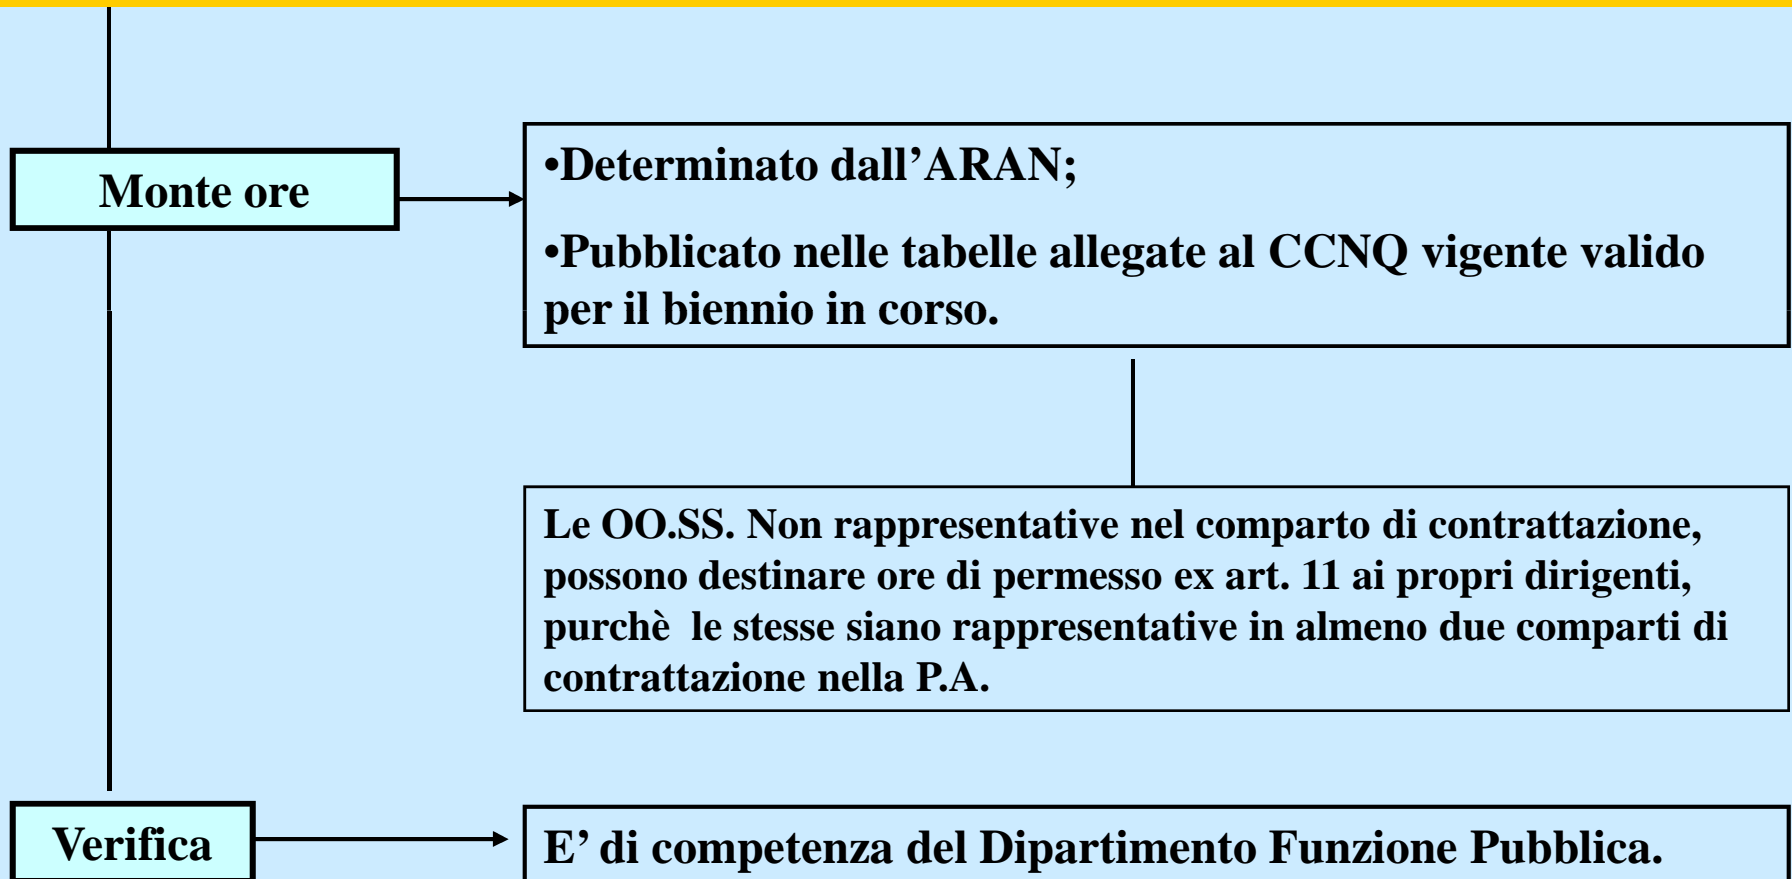 Monte ore
•Determinato dall’ARAN;
•Pubblicato nelle tabelle allegate al CCNQ vigente valido
per il biennio in corso.
Le OO.SS. Non rappresentative nel comparto di contrattazione,
possono destinare ore di permesso ex art. 11 ai propri dirigenti,
purchè le stesse siano rappresentative in almeno due comparti di
contrattazione nella P.A.
Verifica
E’ di competenza del Dipartimento Funzione Pubblica.